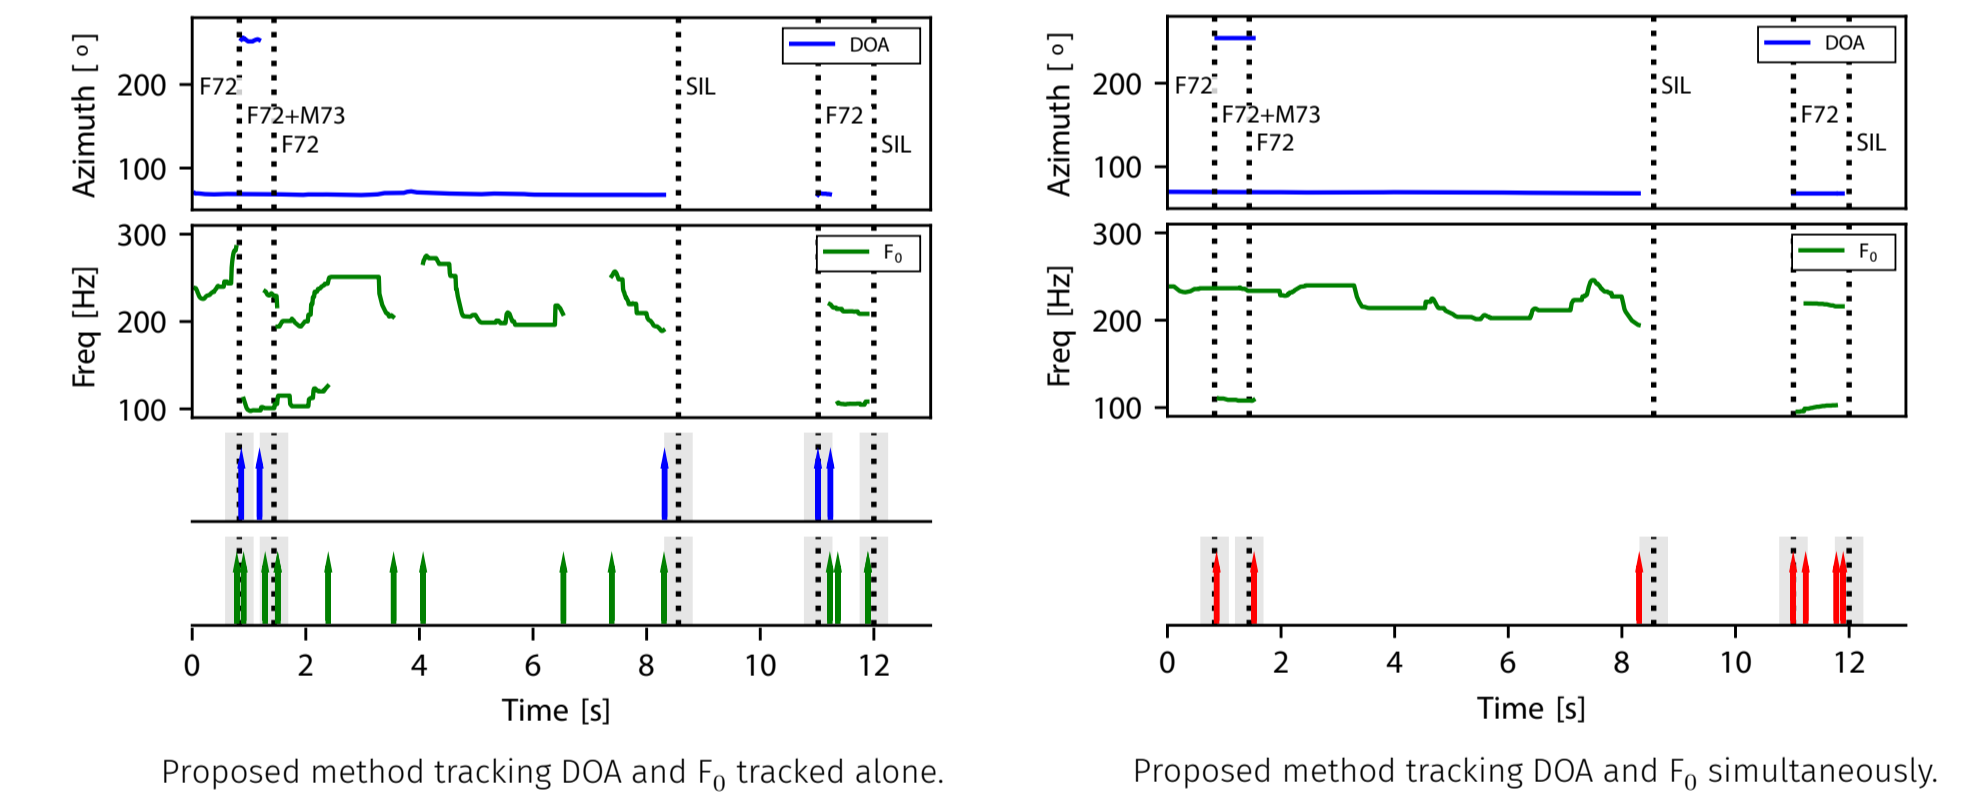 Azimuth [ o]
200
100
DOA
F72
F72+M73
F72
SIL
F72
SIL
Freq [Hz]
300
200
100
F0
0 2 4 6 8 10 12
Time [s]
Proposed method tracking DOA and F0 tracked alone.
Azimuth [ o]
200
100
DOA
F72
F72+M73
F72
SIL
F72
SIL
Freq [Hz]
300
200
100
F0
0 2 4 6 8 10 12
Time [s]
Proposed method tracking DOA and F0 simultaneously.